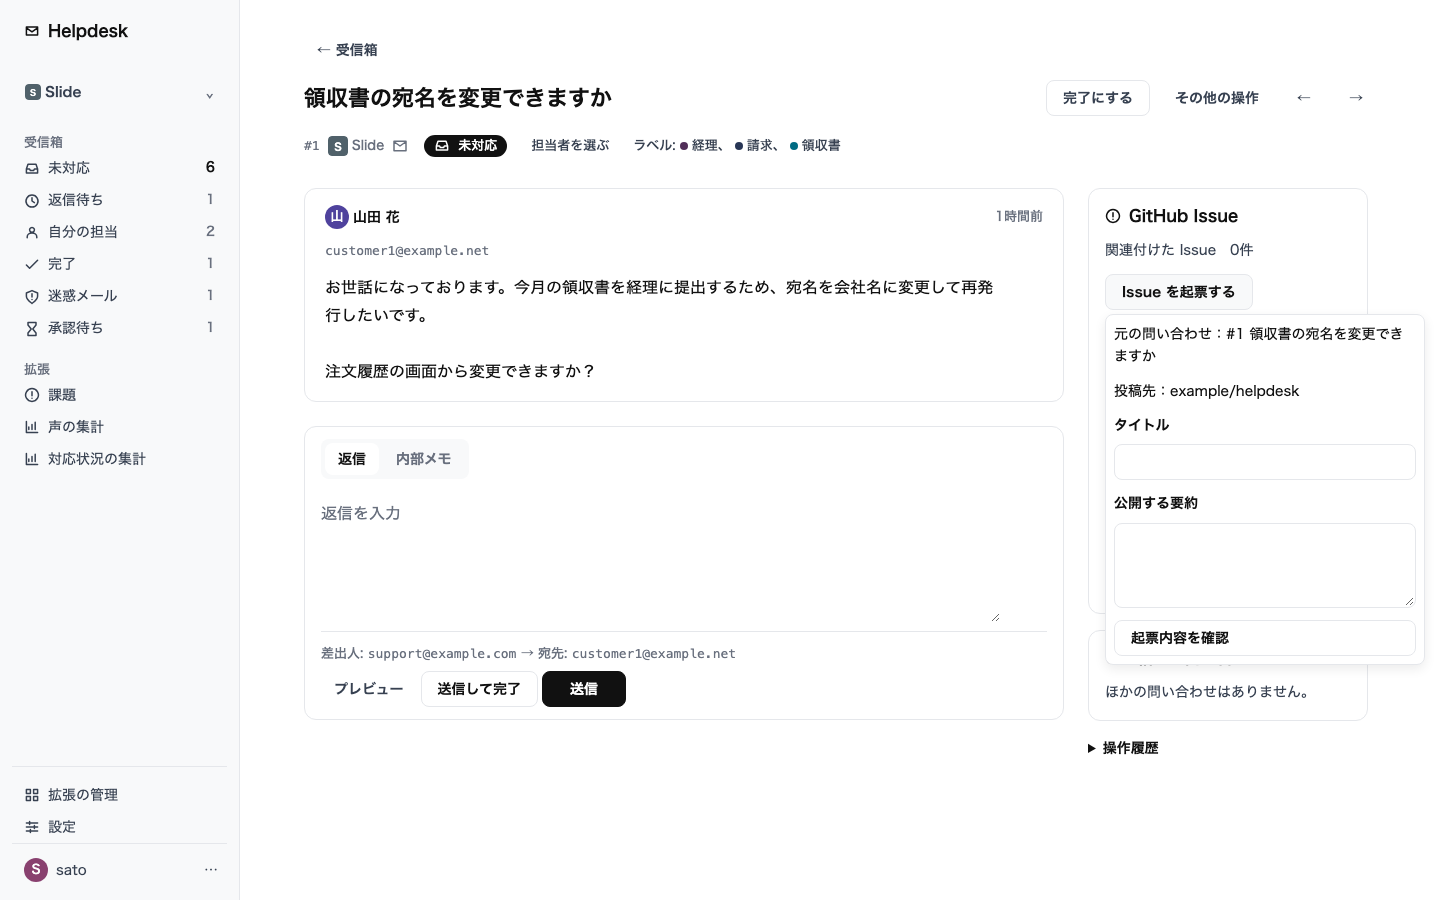 Helpdesk
S Slide
受信箱
未対応 6
返信待ち 1
自分の担当 2
完了 1
迷惑メール 1
承認待ち 1
拡張
課題
声の集計
対応状況の集計
拡張の管理
設定
S sato ...
← 受信箱
領収書の宛名を変更できますか
完了にする その他の操作 ← →
#1 S Slide 未対応 担当者を選ぶ ラベル: 経理、 請求、 領収書
山 山田 花 1時間前
customer1@example.net
お世話になっております。今月の領収書を経理に提出するため、宛名を会社名に変更して再発
行したいです。
注文履歴の画面から変更できますか？
返信 内部メモ
返信を入力
差出人: support@example.com → 宛先: customer1@example.net
プレビュー 送信して完了 送信
GitHub Issue
関連付けた Issue 0件
Issue を起票する
元の問い合わせ：#1 領収書の宛名を変更でき
ますか
投稿先：example/helpdesk
タイトル
公開する要約
起票内容を確認
ほかの問い合わせはありません。
▶ 操作履歴